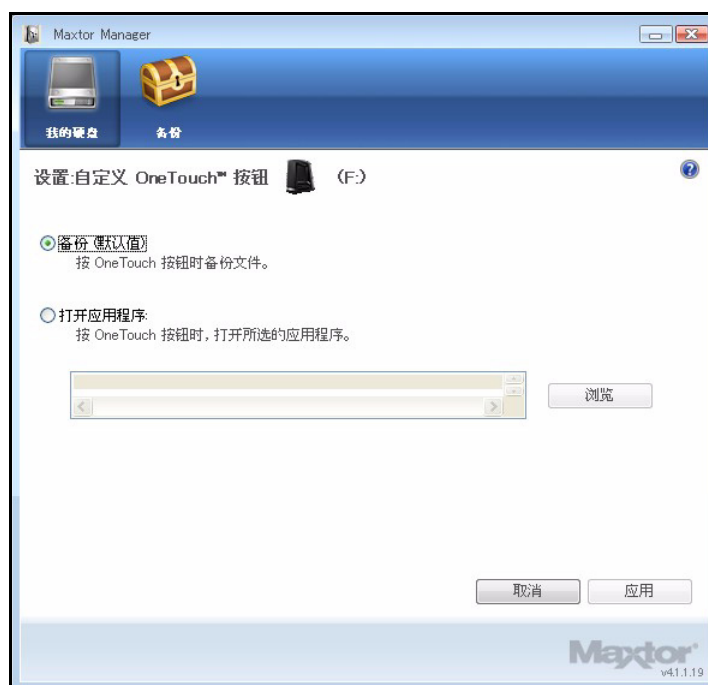 Maxtor Manager
我的硬盘
备份
设置:自定义 OneTouch™ 按钮 (F:)
备份 (默认值)
按 OneTouch 按钮时备份文件。
打开应用程序:
按 OneTouch 按钮时，打开所选的应用程序。
浏览
取消
应用
Maxtor
v4.1.1.19